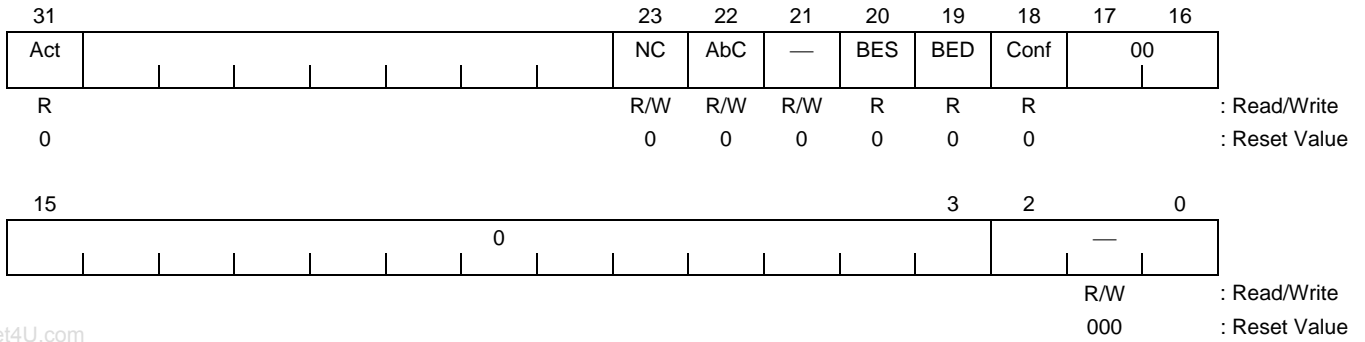 31 23 22 21 20 19 18 17 16
Act NC AbC — BES BED Conf 00
R R/W R/W R/W R R R : Read/Write
0 0 0 0 0 0 0 : Reset Value
15 3 2 0
0 —
R/W : Read/Write
000 : Reset Value
et4U.com